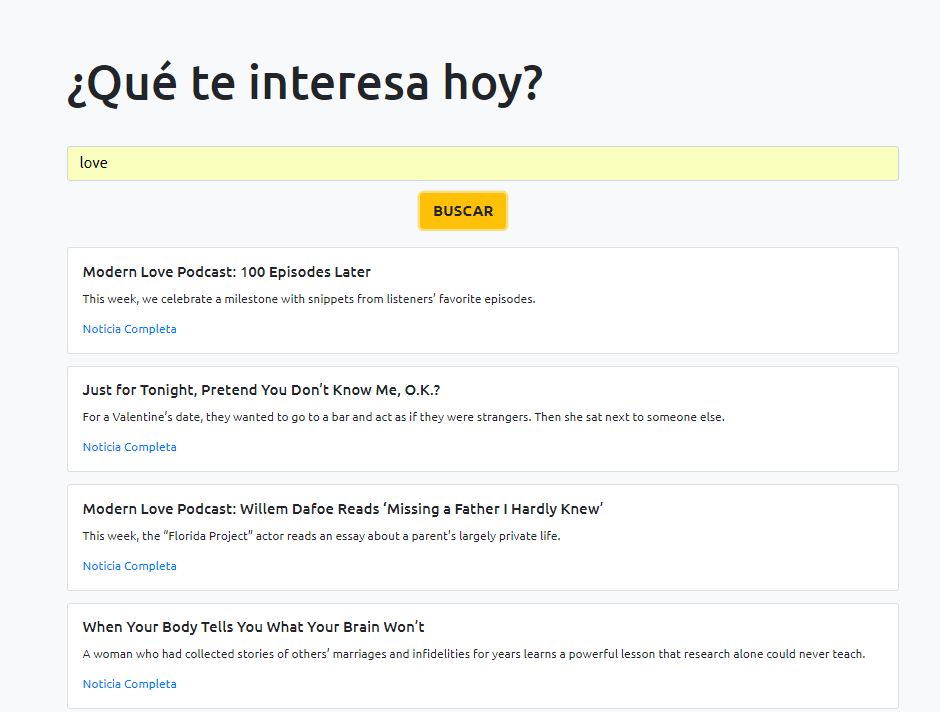 ¿Qué te interesa hoy?
love
BUSCAR
Modern Love Podcast: 100 Episodes Later
This week, we celebrate a milestone with snippets from listeners’ favorite episodes.
Noticia Completa
Just for Tonight, Pretend You Don’t Know Me, O.K.?
For a Valentine’s date, they wanted to go to a bar and act as if they were strangers. Then she sat next to someone else.
Noticia Completa
Modern Love Podcast: Willem Dafoe Reads ‘Missing a Father I Hardly Knew’
This week, the “Florida Project” actor reads an essay about a parent’s largely private life.
Noticia Completa
When Your Body Tells You What Your Brain Won’t
A woman who had collected stories of others’ marriages and infidelities for years learns a powerful lesson that research alone could never teach.
Noticia Completa